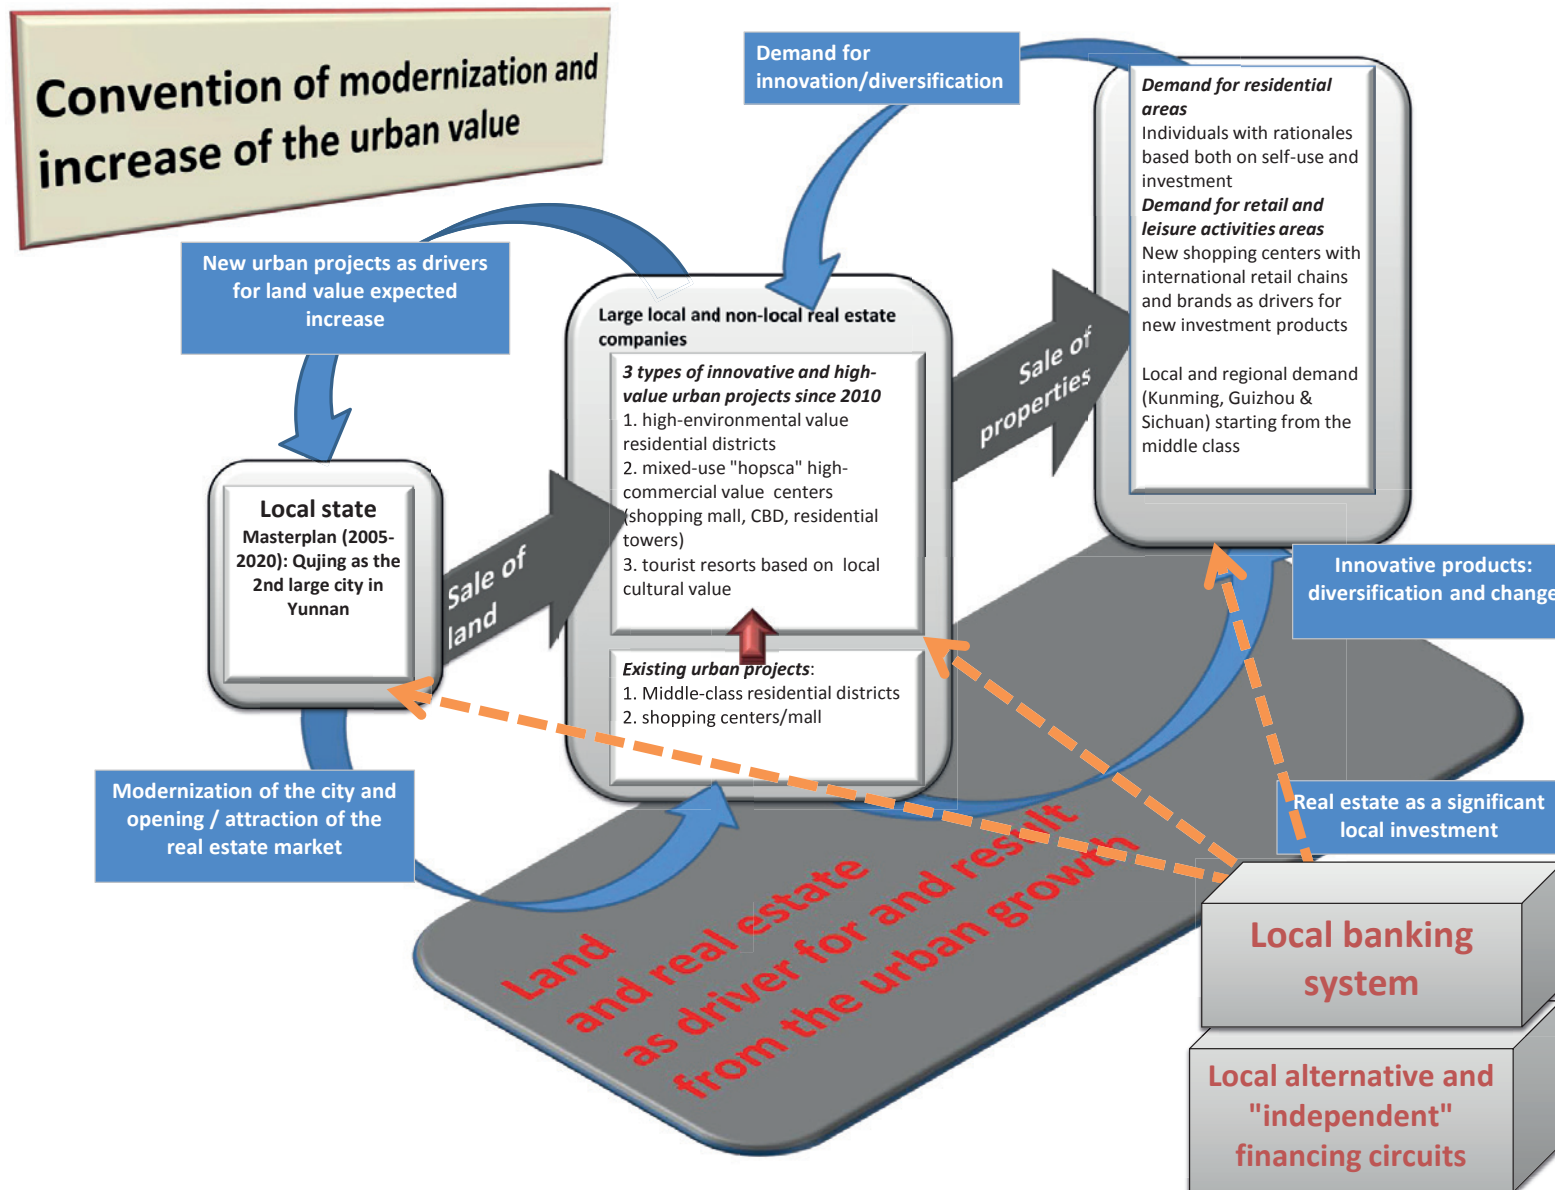 Convention of modernization and
increase of the urban value
Demand for
innovation/diversification
Demand for residential
areas
Individuals with rationales
based both on self-use and
investment
Demand for retail and
leisure activities areas
New shopping centers with
international retail chains
and brands as drivers for
new investment products
Local and regional demand
(Kunming, Guizhou &
Sichuan) starting from the
middle class
New urban projects as drivers
for land value expected
increase
Large local and non-local real estate
companies
3 types of innovative and high-
value urban projects since 2010
1. high-environmental value
residential districts
2. mixed-use "hopsca" high-
commercial value centers
(shopping mall, CBD, residential
towers)
3. tourist resorts based on local
cultural value
Existing urban projects:
1. Middle-class residential districts
2. shopping centers/mall
Sale of
properties
Local state
Masterplan (2005-
2020): Qujing as the
2nd large city in
Yunnan
Sale of
land
Innovative products:
diversification and change
Modernization of the city and
opening / attraction of the
real estate market
Real estate as a significant
local investment
Land
and real estate
as driver for and result
from the urban growth
Local banking
system
Local alternative and
"independent"
financing circuits